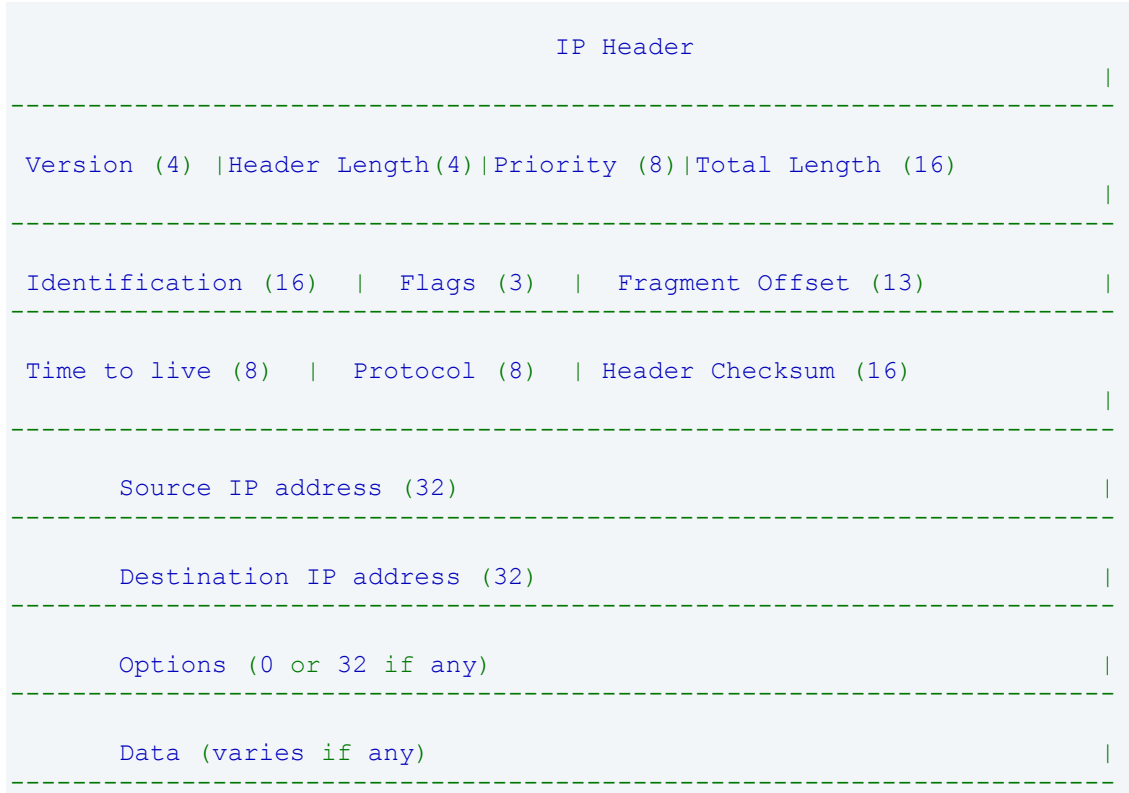 IP Header
|
-----------------------------------------------------------------------
Version (4) |Header Length(4)|Priority (8)|Total Length (16)
|
-----------------------------------------------------------------------
Identification (16)  |  Flags (3)  |  Fragment Offset (13)            |
-----------------------------------------------------------------------
Time to live (8)  |  Protocol (8)  | Header Checksum (16)
|
-----------------------------------------------------------------------
Source IP address (32)                                          |
-----------------------------------------------------------------------
Destination IP address (32)                                     |
-----------------------------------------------------------------------
Options (0 or 32 if any)                                        |
-----------------------------------------------------------------------
Data (varies if any)                                            |
-----------------------------------------------------------------------